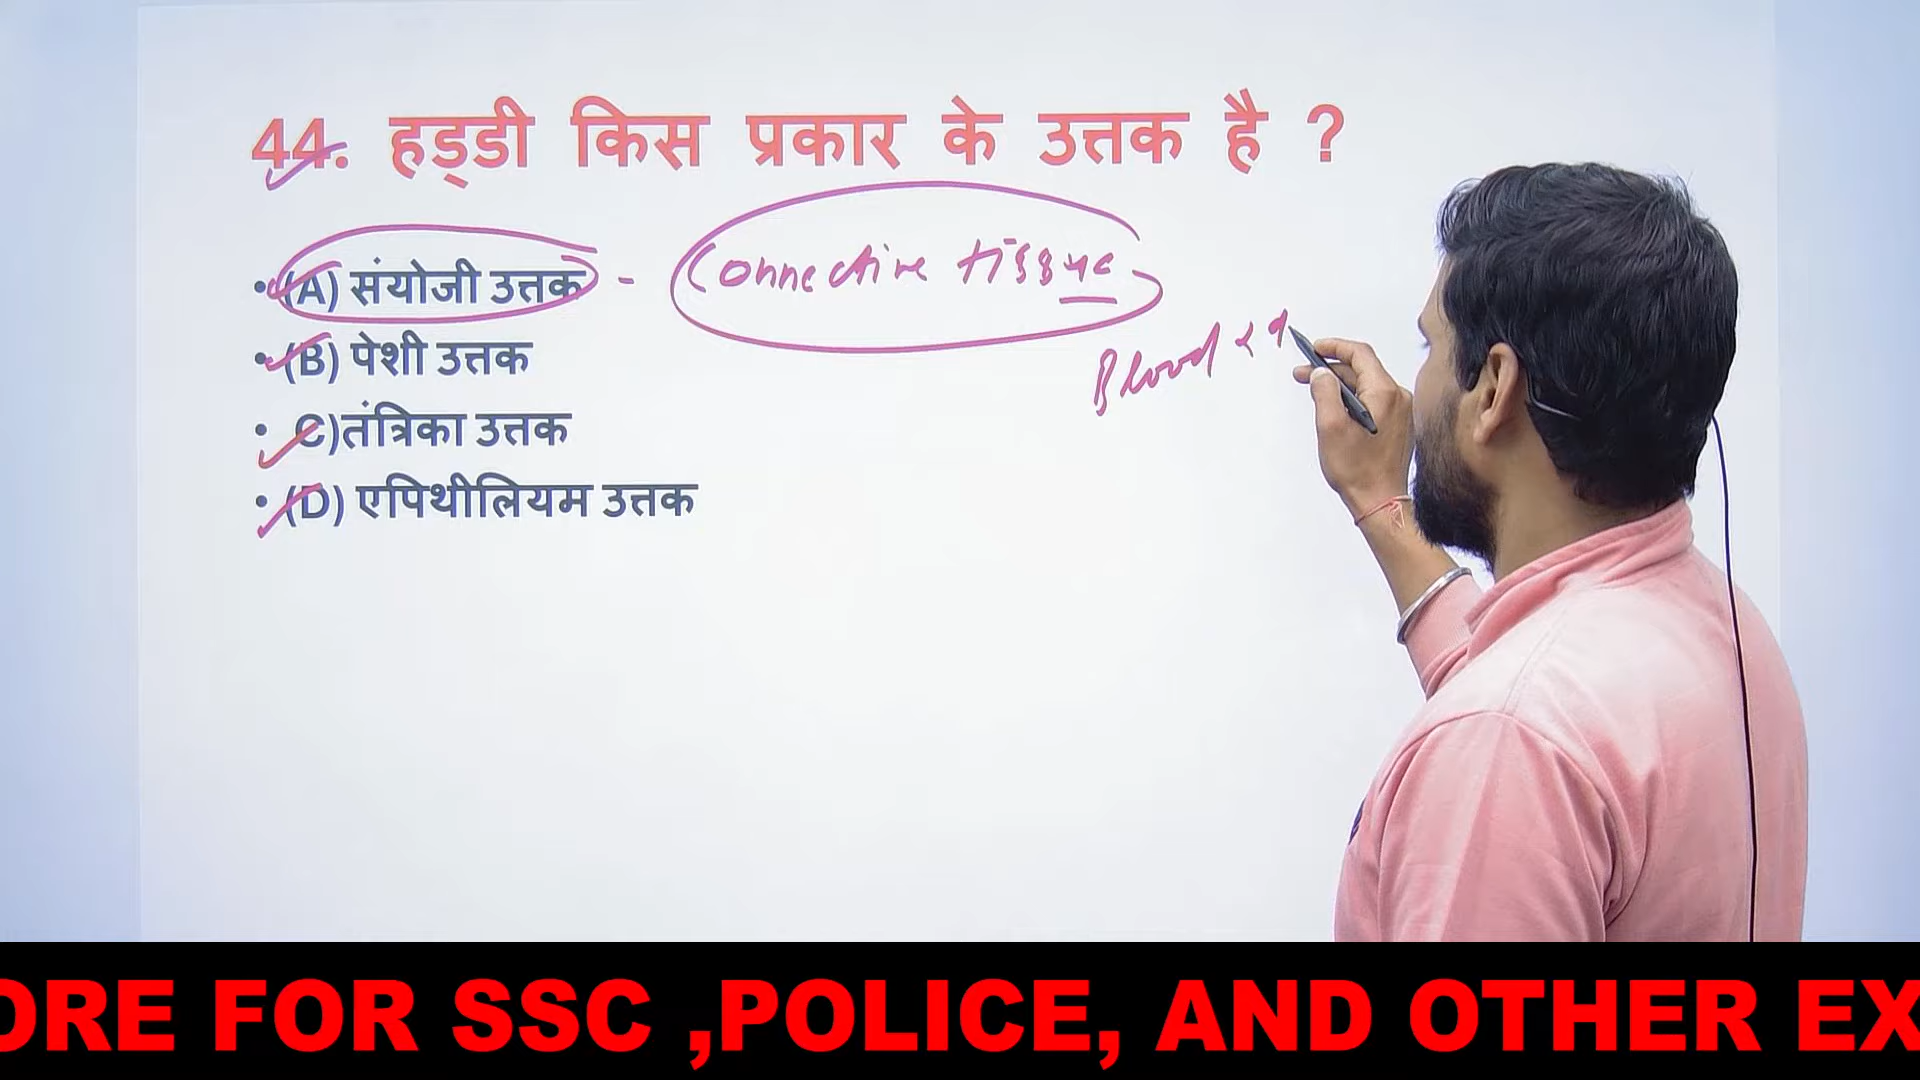 44. हड्डी किस प्रकार के उत्तक है ?
• (A) संयोजी उत्तक - Connective tissue
Blood
• (B) पेशी उत्तक
• C)तंत्रिका उत्तक
• (D) एपिथीलियम उत्तक
ORE FOR SSC ,POLICE, AND OTHER EX